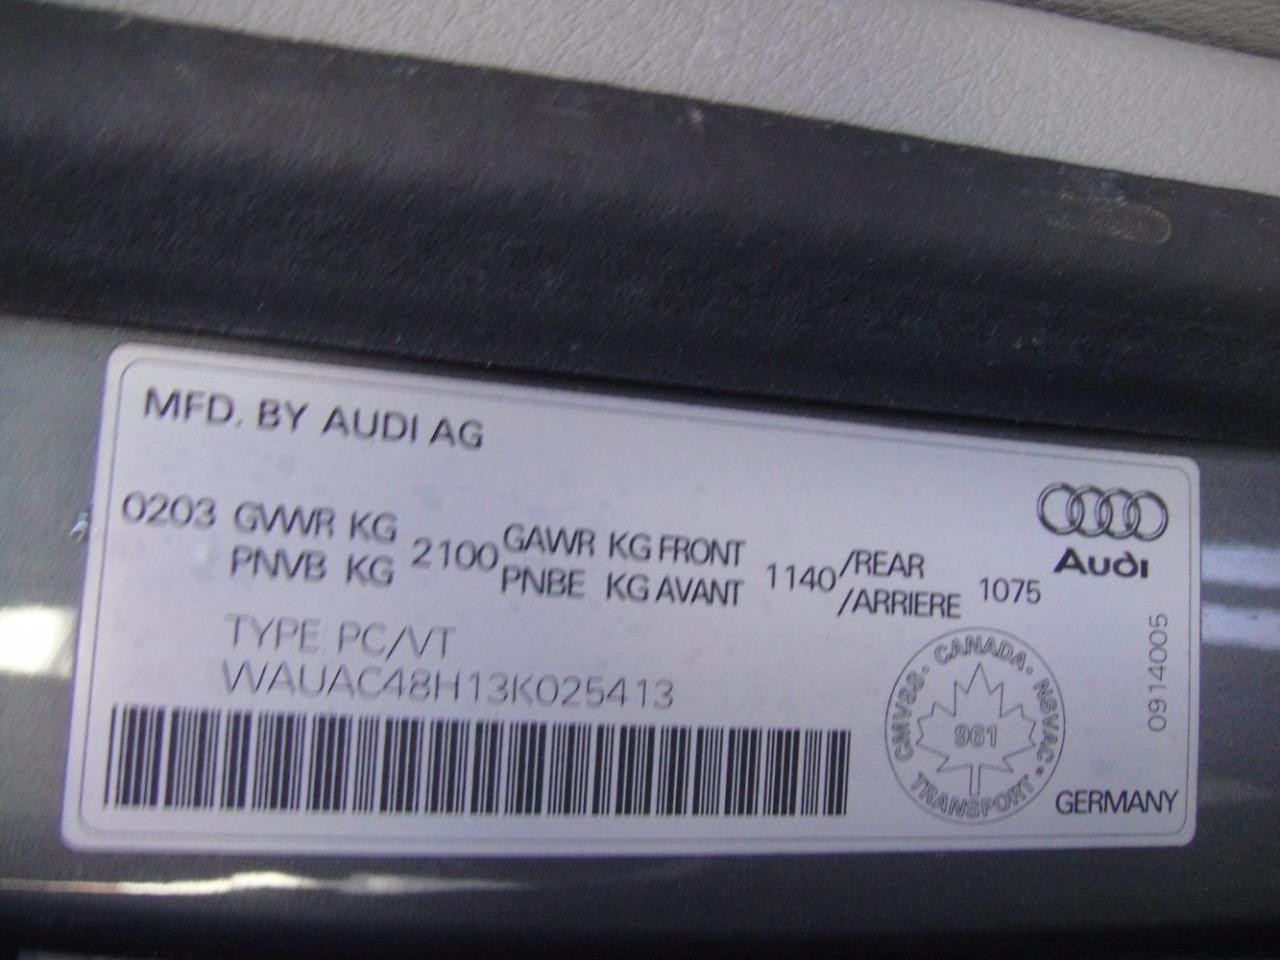 MFD. BY AUDI AG
0203 GVWR KG 2100 GAWR KG FRONT 1140 /REAR 1075
PNVB KG PNBE KG AVANT /ARRIERE
Audi
TYPE PC/VT
WAUAC48H13K025413
CANADA · NSVAC · TRANSPORT CMVSS ·
961
0914005
GERMANY